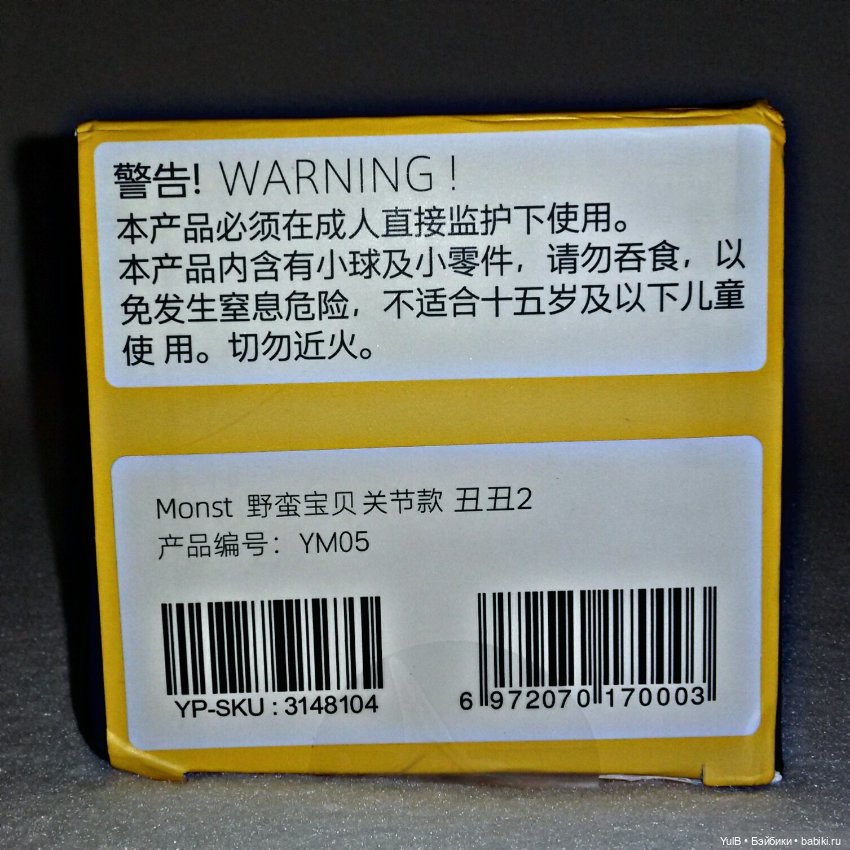 警告! WARNING !
本产品必须在成人直接监护下使用。
本产品内含有小球及小零件，请勿吞食，以
免发生窒息危险，不适合十五岁及以下儿童
使 用。切勿近火。
Monst 野蛮宝贝关节款 丑丑2
产品编号：YM05
YP-SKU : 3148104
6 972070 170003
YulB • Бэйбики • babiki.ru